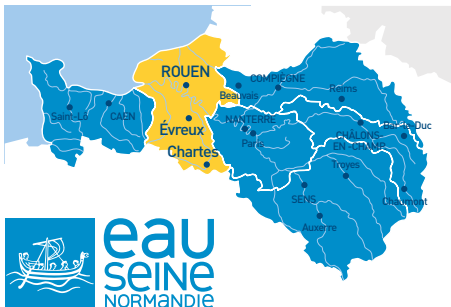 ROUEN
COMPIÈGNE
Beauvais
Reims
Saint-Lô
CAEN
Évreux
NANTERRE
Paris
CHÂLONS
-EN-CHAMP.
Bar-le-Duc
Chartes
Troyes
SENS
Chaumont
Auxerre
eau
SEINE
NORMANDIE